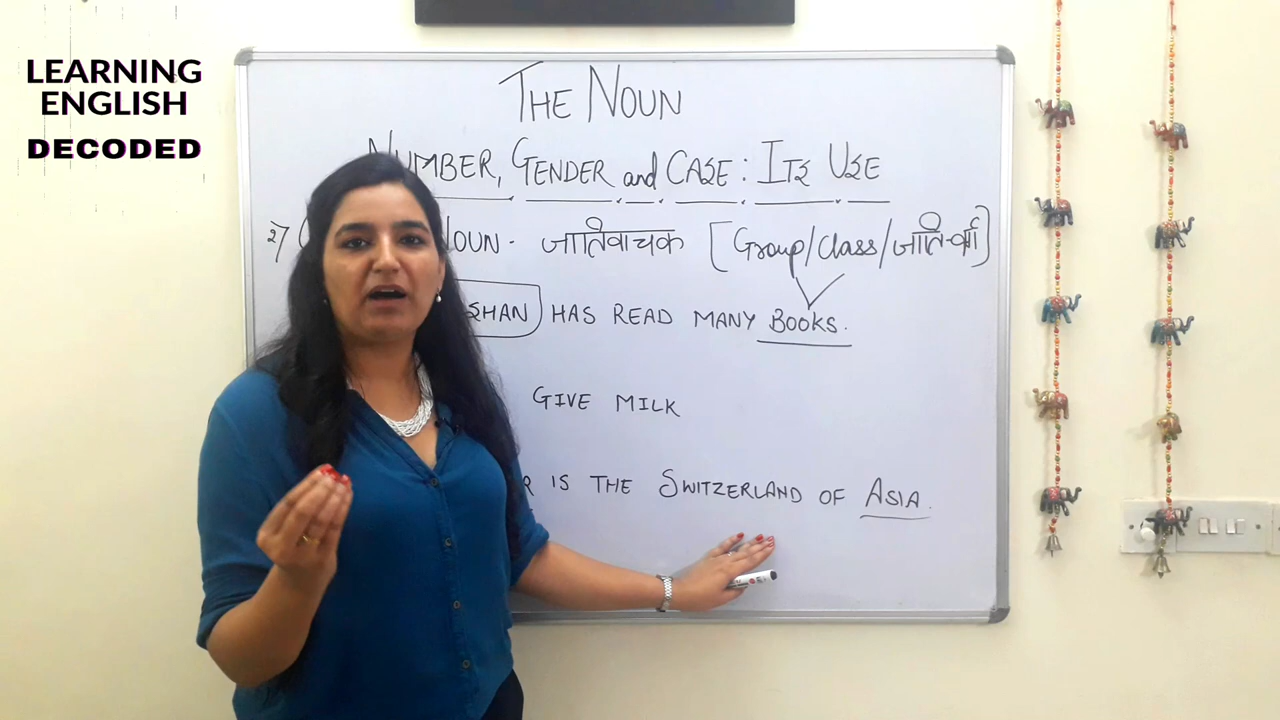 LEARNING
ENGLISH
DECODED
THE NOUN
NUMBER, GENDER and CASE: ITS USE
2) NOUN - जातिवाचक [Group/Class/जाति-वर्ग]
HAS READ MANY BOOKS.
GIVE MILK
IS THE SWITZERLAND OF ASIA.